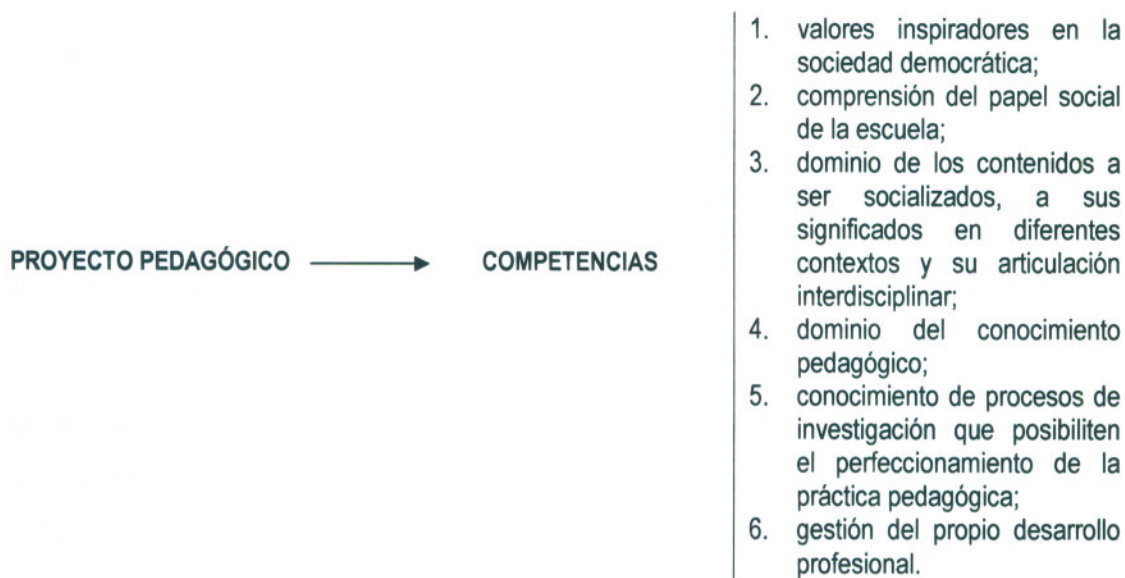 PROYECTO PEDAGÓGICO
COMPETENCIAS
1. valores inspiradores en la
sociedad democrática;
2. comprensión del papel social
de la escuela;
3. dominio de los contenidos a
ser socializados, a sus
significados en diferentes
contextos y su articulación
interdisciplinar;
4. dominio del conocimiento
pedagógico;
5. conocimiento de procesos de
investigación que posibiliten
el perfeccionamiento de la
práctica pedagógica;
6. gestión del propio desarrollo
profesional.